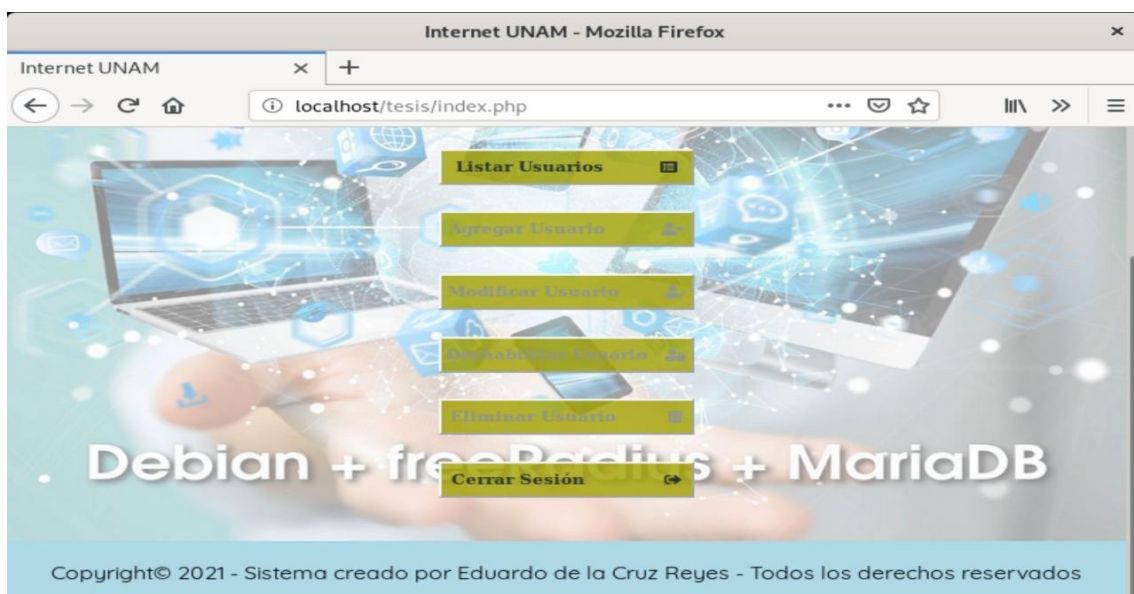 Internet UNAM - Mozilla Firefox
Internet UNAM
localhost/tesis/index.php
Listar Usuarios
Agregar Usuario
Modificar Usuario
Deshabilitar Usuario
Eliminar Usuario
Debian + freeRadius + MariaDB
Cerrar Sesión
Copyright© 2021 - Sistema creado por Eduardo de la Cruz Reyes - Todos los derechos reservados